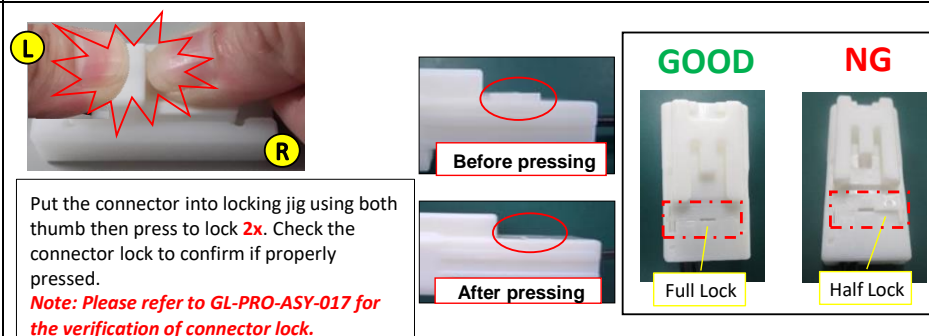 L
R
Put the connector into locking jig using both
thumb then press to lock 2x. Check the
connector lock to confirm if properly
pressed.
Note: Please refer to GL-PRO-ASY-017 for
the verification of connector lock.
Before pressing
After pressing
GOOD
NG
Full Lock
Half Lock